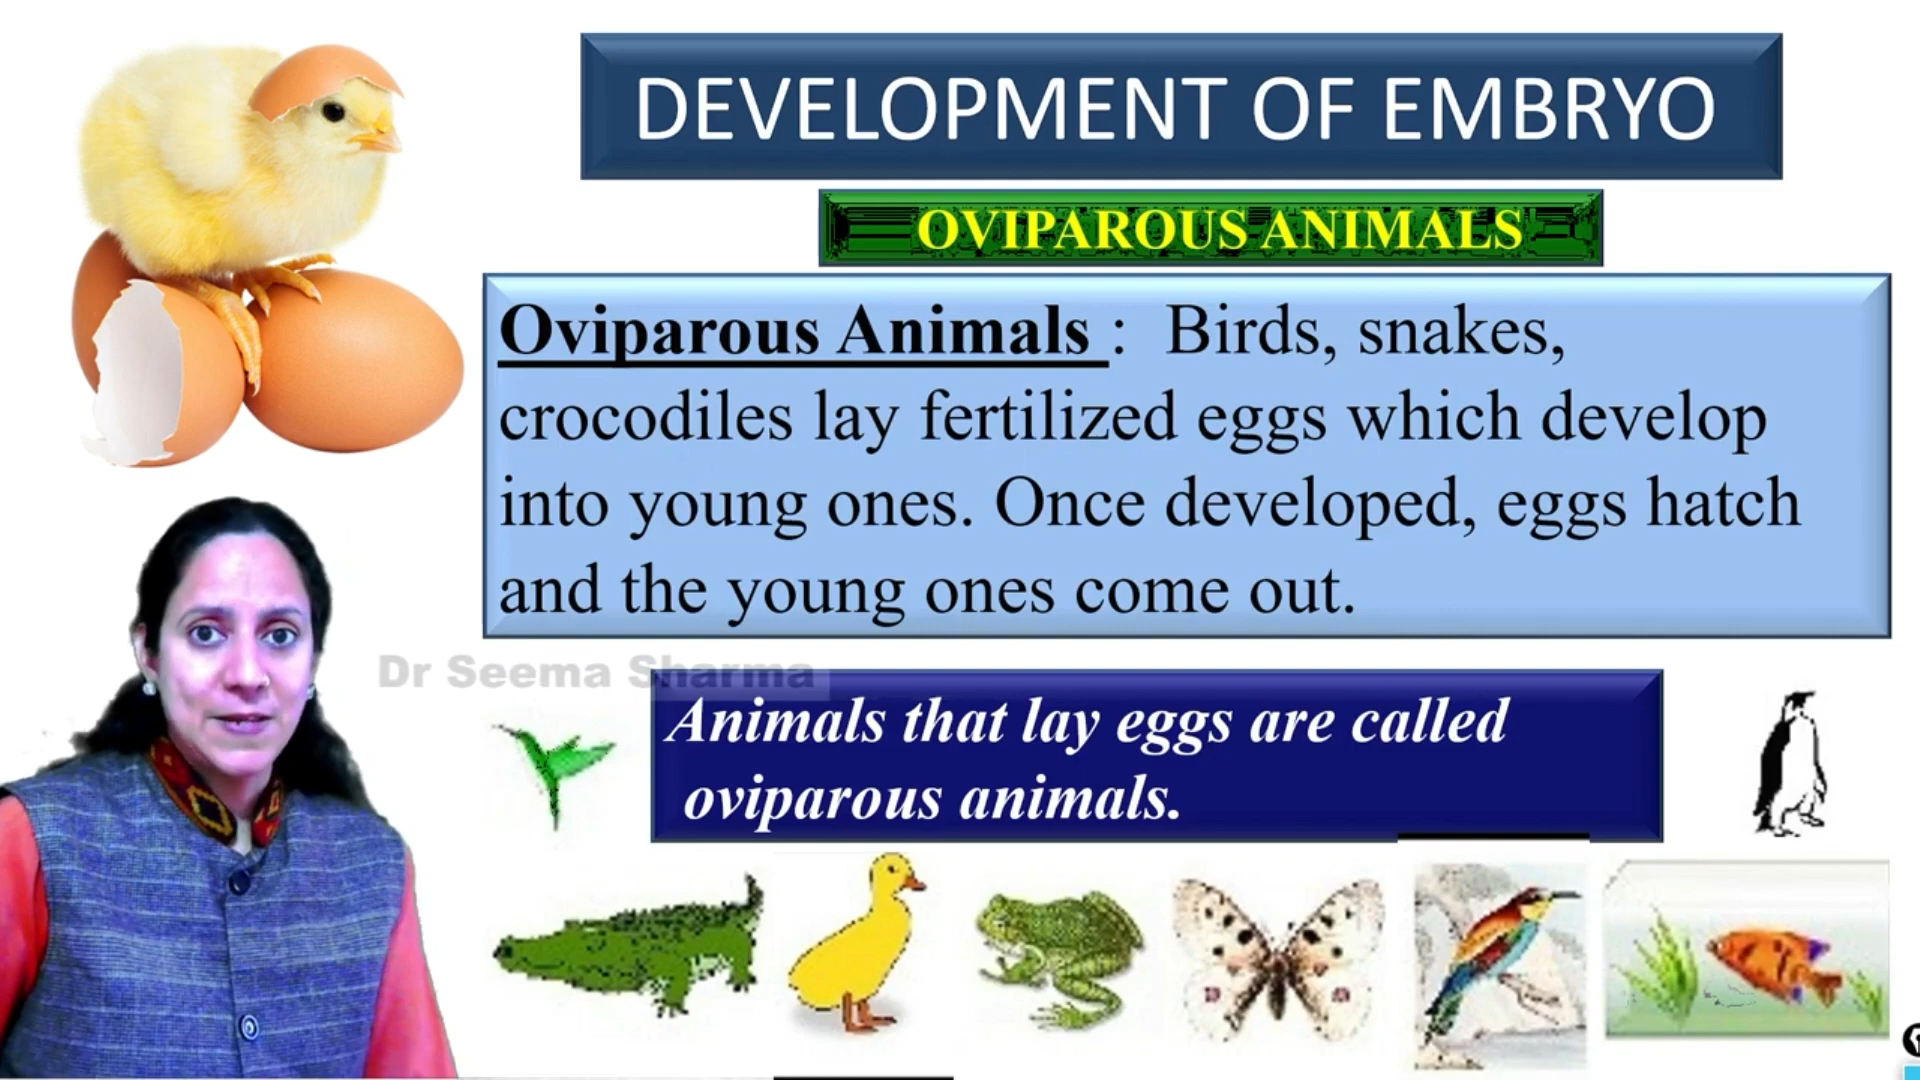 DEVELOPMENT OF EMBRYO
OVIPAROUS ANIMALS
Oviparous Animals : Birds, snakes,
crocodiles lay fertilized eggs which develop
into young ones. Once developed, eggs hatch
and the young ones come out.
Dr Seema Sharma
Animals that lay eggs are called
oviparous animals.